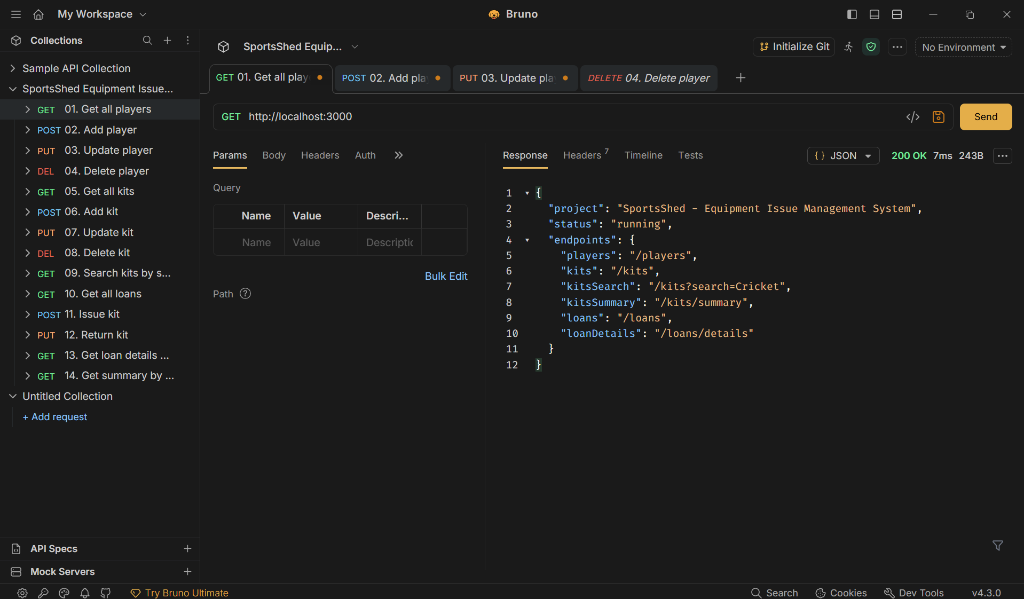 My Workspace
Bruno
Collections
Sample API Collection
SportsShed Equipment Issue...
GET 01. Get all players
POST 02. Add player
PUT 03. Update player
DEL 04. Delete player
GET 05. Get all kits
POST 06. Add kit
PUT 07. Update kit
DEL 08. Delete kit
GET 09. Search kits by s...
GET 10. Get all loans
POST 11. Issue kit
PUT 12. Return kit
GET 13. Get loan details ...
GET 14. Get summary by ...
Untitled Collection
+ Add request
API Specs
Mock Servers
SportsShed Equip...
Initialize Git
No Environment
GET 01. Get all play
POST 02. Add pla
PUT 03. Update pla
DELETE 04. Delete player
GET http://localhost:3000
</>
Send
Params Body Headers Auth
Query
Name Value Descri...
Name Value Descriptic
Bulk Edit
Path ?
Response Headers 7 Timeline Tests
{ } JSON
200 OK 7ms 243B
1 {
2 "project": "SportsShed - Equipment Issue Management System",
3 "status": "running",
4 "endpoints": {
5 "players": "/players",
6 "kits": "/kits",
7 "kitsSearch": "/kits?search=Cricket",
8 "kitsSummary": "/kits/summary",
9 "loans": "/loans",
10 "loanDetails": "/loans/details"
11 }
12 }
Try Bruno Ultimate
Search
Cookies
Dev Tools
v4.3.0